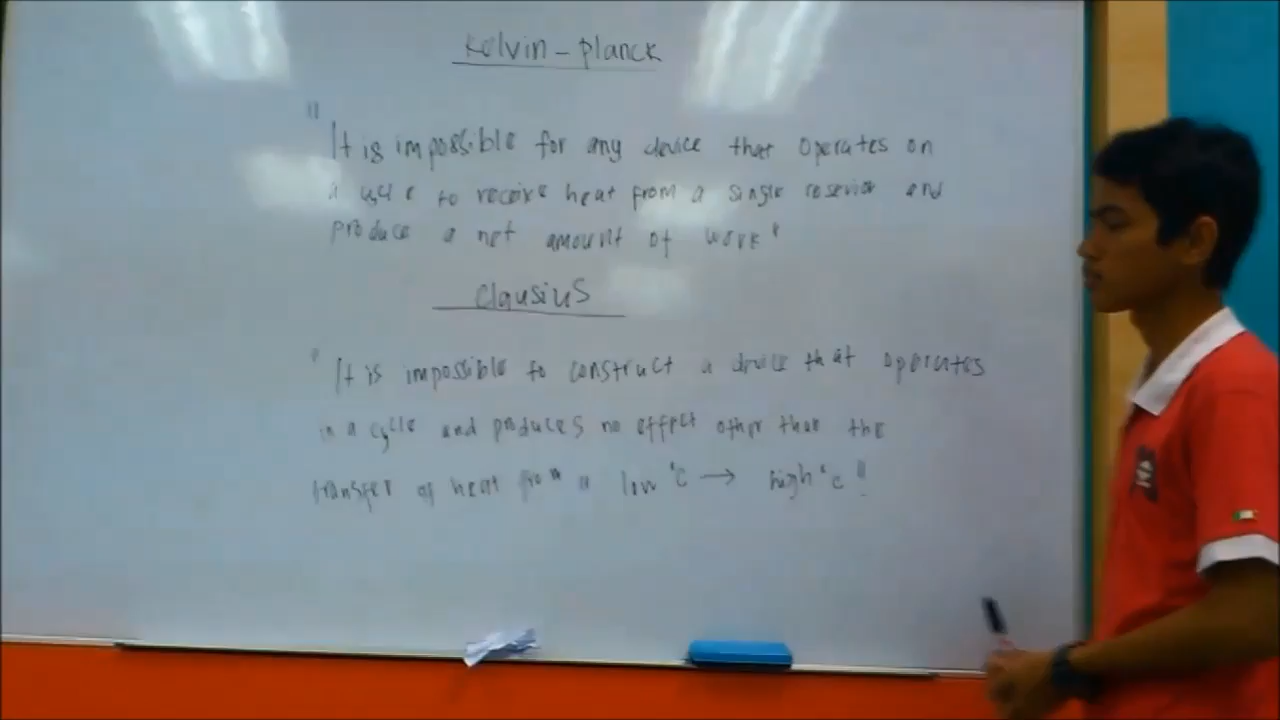 Kelvin - Planck
" It is impossible for any device that operates on
a cycle to receive heat from a single reservior and
produce a net amount of work "
Clausius
" It is impossible to construct a device that operates
in a cycle and produces no effect other than the
transfer of heat from a low °C → high °C "